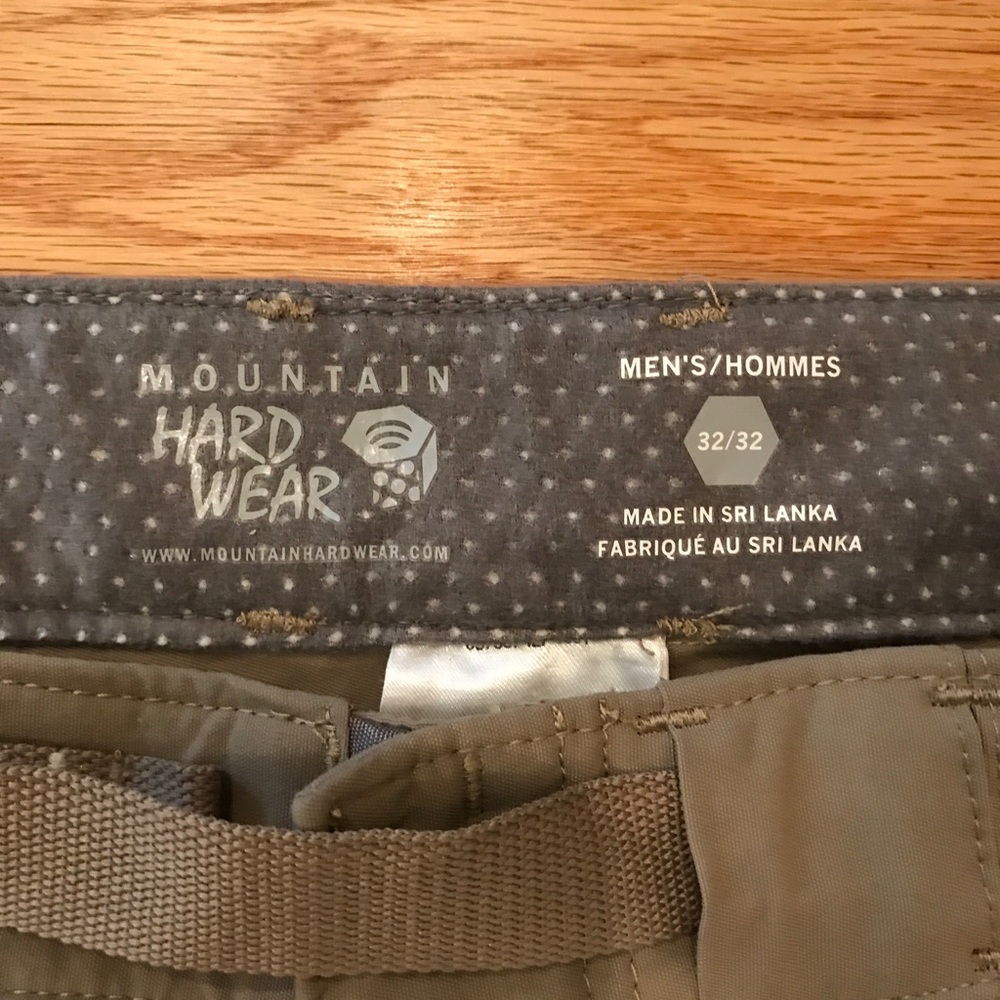 MOUNTAIN
HARD
WEAR
WWW.MOUNTAINHARDWEAR.COM
MEN'S/HOMMES
32/32
MADE IN SRI LANKA
FABRIQUÉ AU SRI LANKA